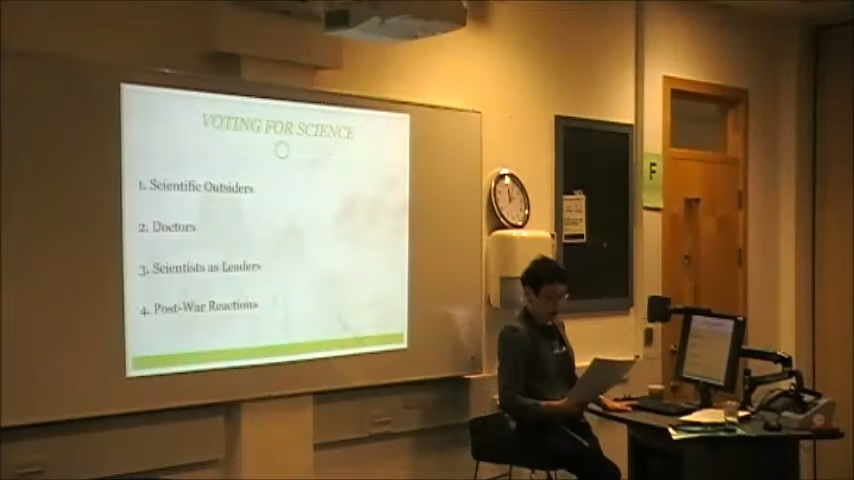 VOTING FOR SCIENCE
1. Scientific Outsiders
2. Doctors
3. Scientists as Leaders
4. Post-War Reactions
F